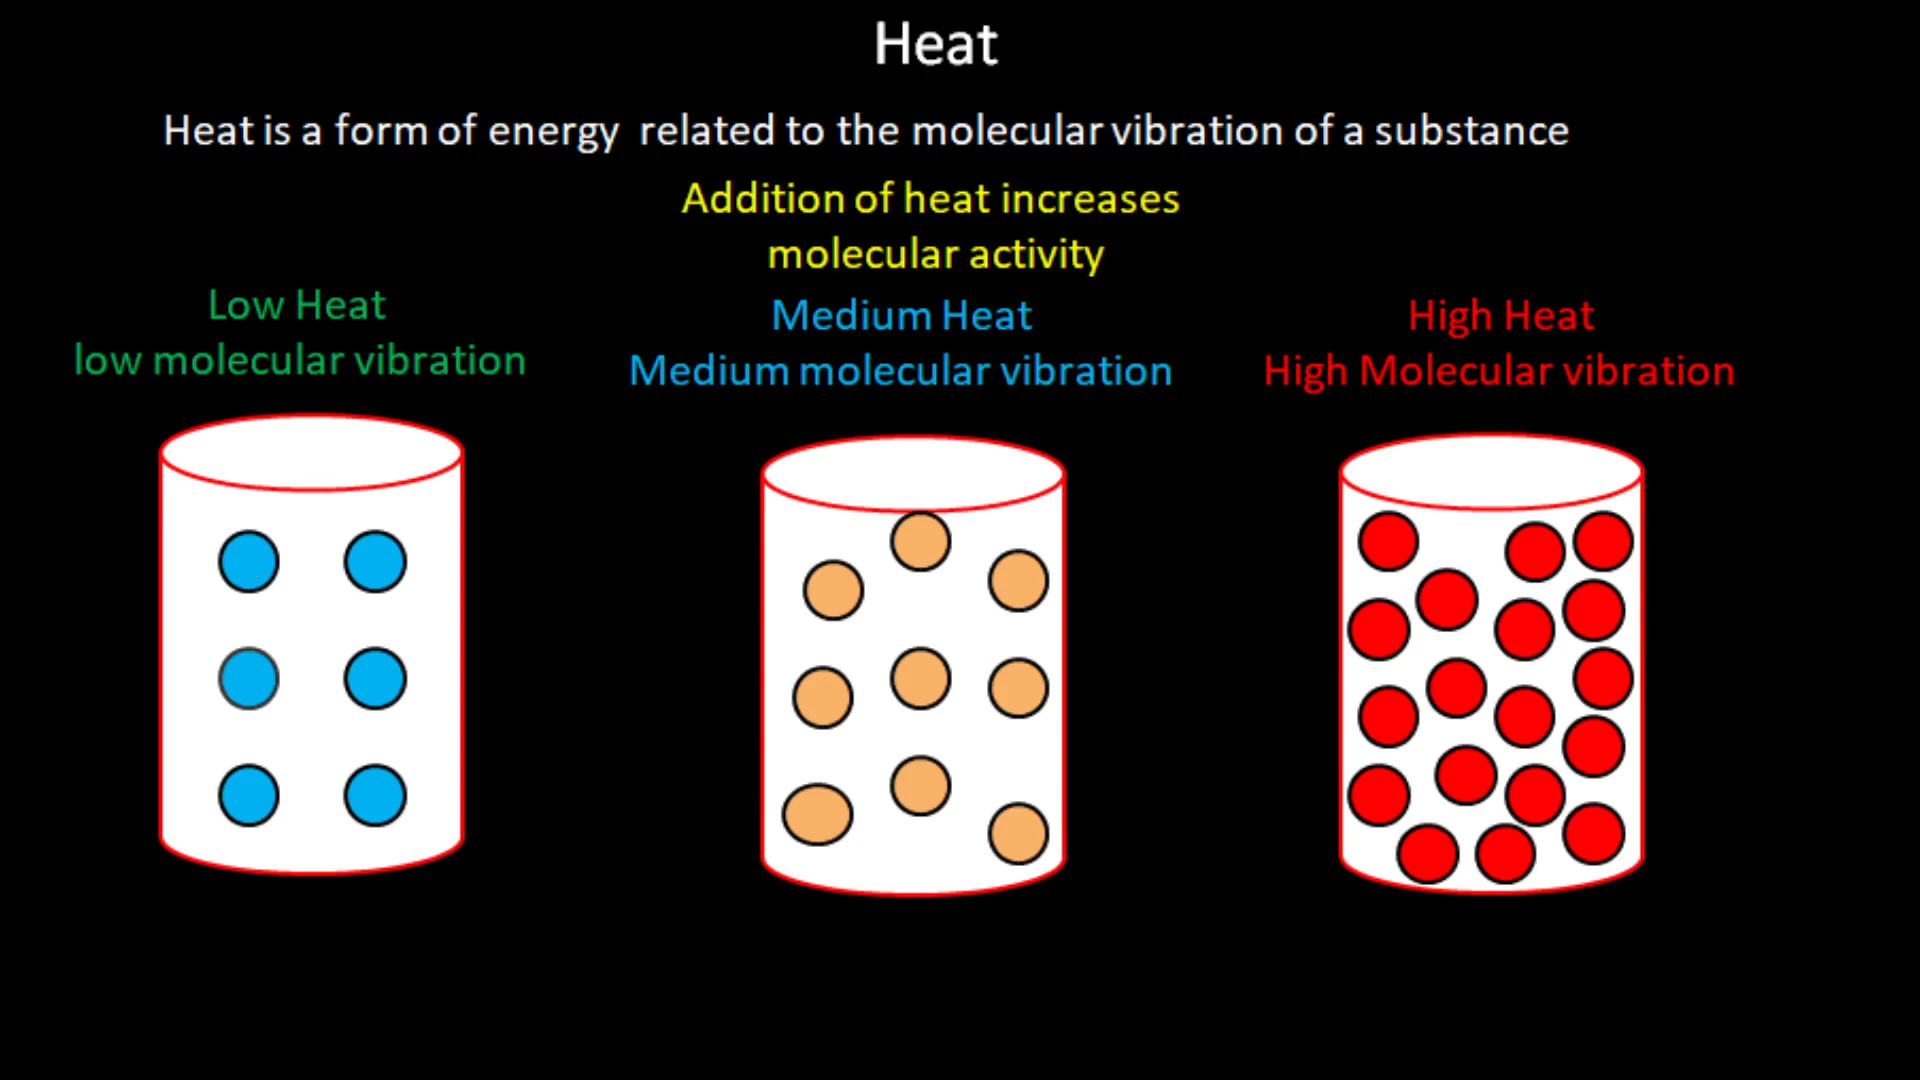 Heat
Heat is a form of energy related to the molecular vibration of a substance
Addition of heat increases
molecular activity
Low Heat
low molecular vibration
Medium Heat
Medium molecular vibration
High Heat
High Molecular vibration